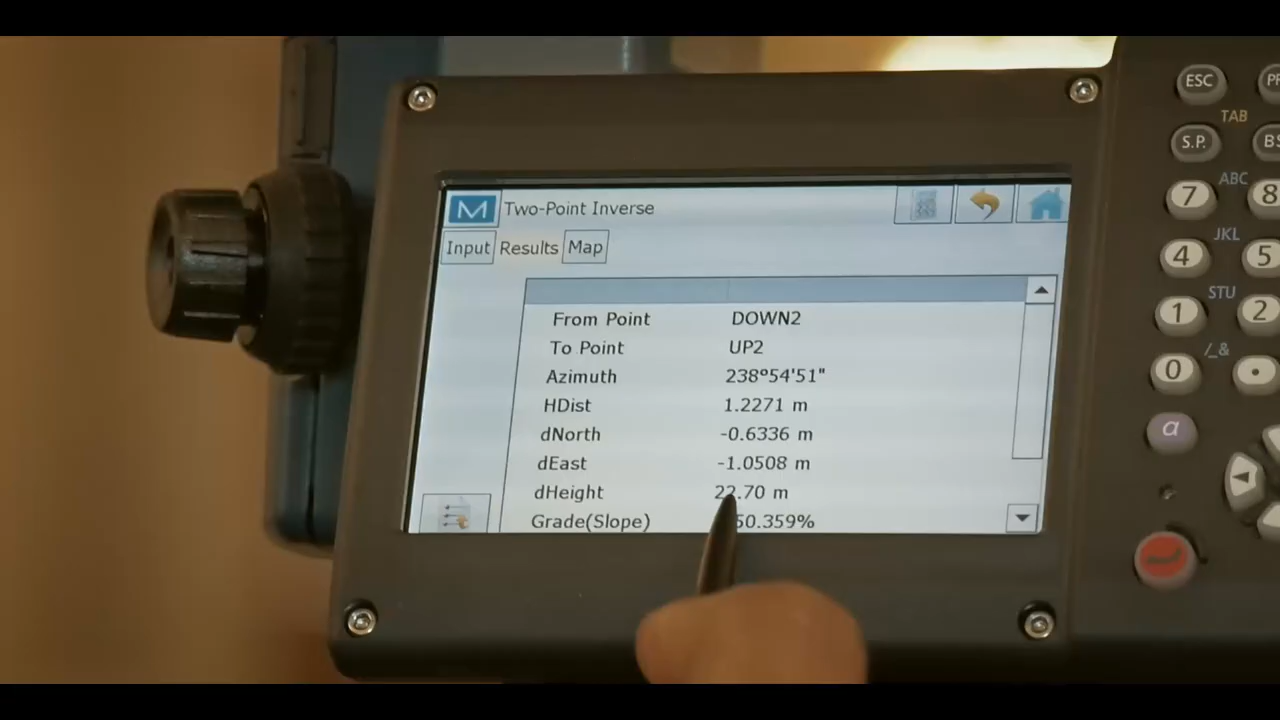 Two-Point Inverse
Input Results Map
From Point DOWN2
To Point UP2
Azimuth 238°54'51"
HDist 1.2271 m
dNorth -0.6336 m
dEast -1.0508 m
dHeight 22.70 m
Grade(Slope) 50.359%
ESC
TAB
S.P.
ABC
7 8
JKL
4 5
STU
1 2
/_&
0 .
α